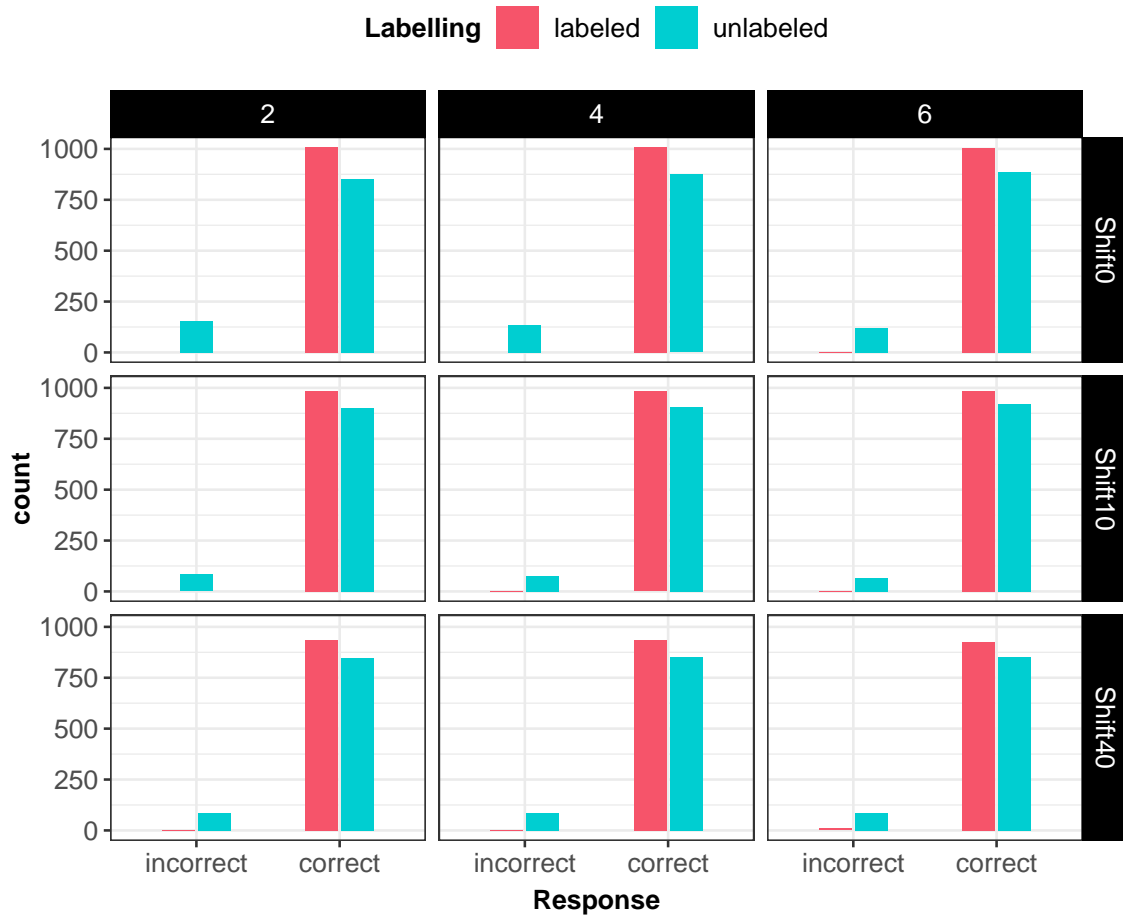 Labelling labeled unlabeled
2 4 6
1000
750
500
250
0
Shift0
1000
750
500
250
0
Shift10
count
1000
750
500
250
0
Shift40
incorrect correct incorrect correct incorrect correct
Response